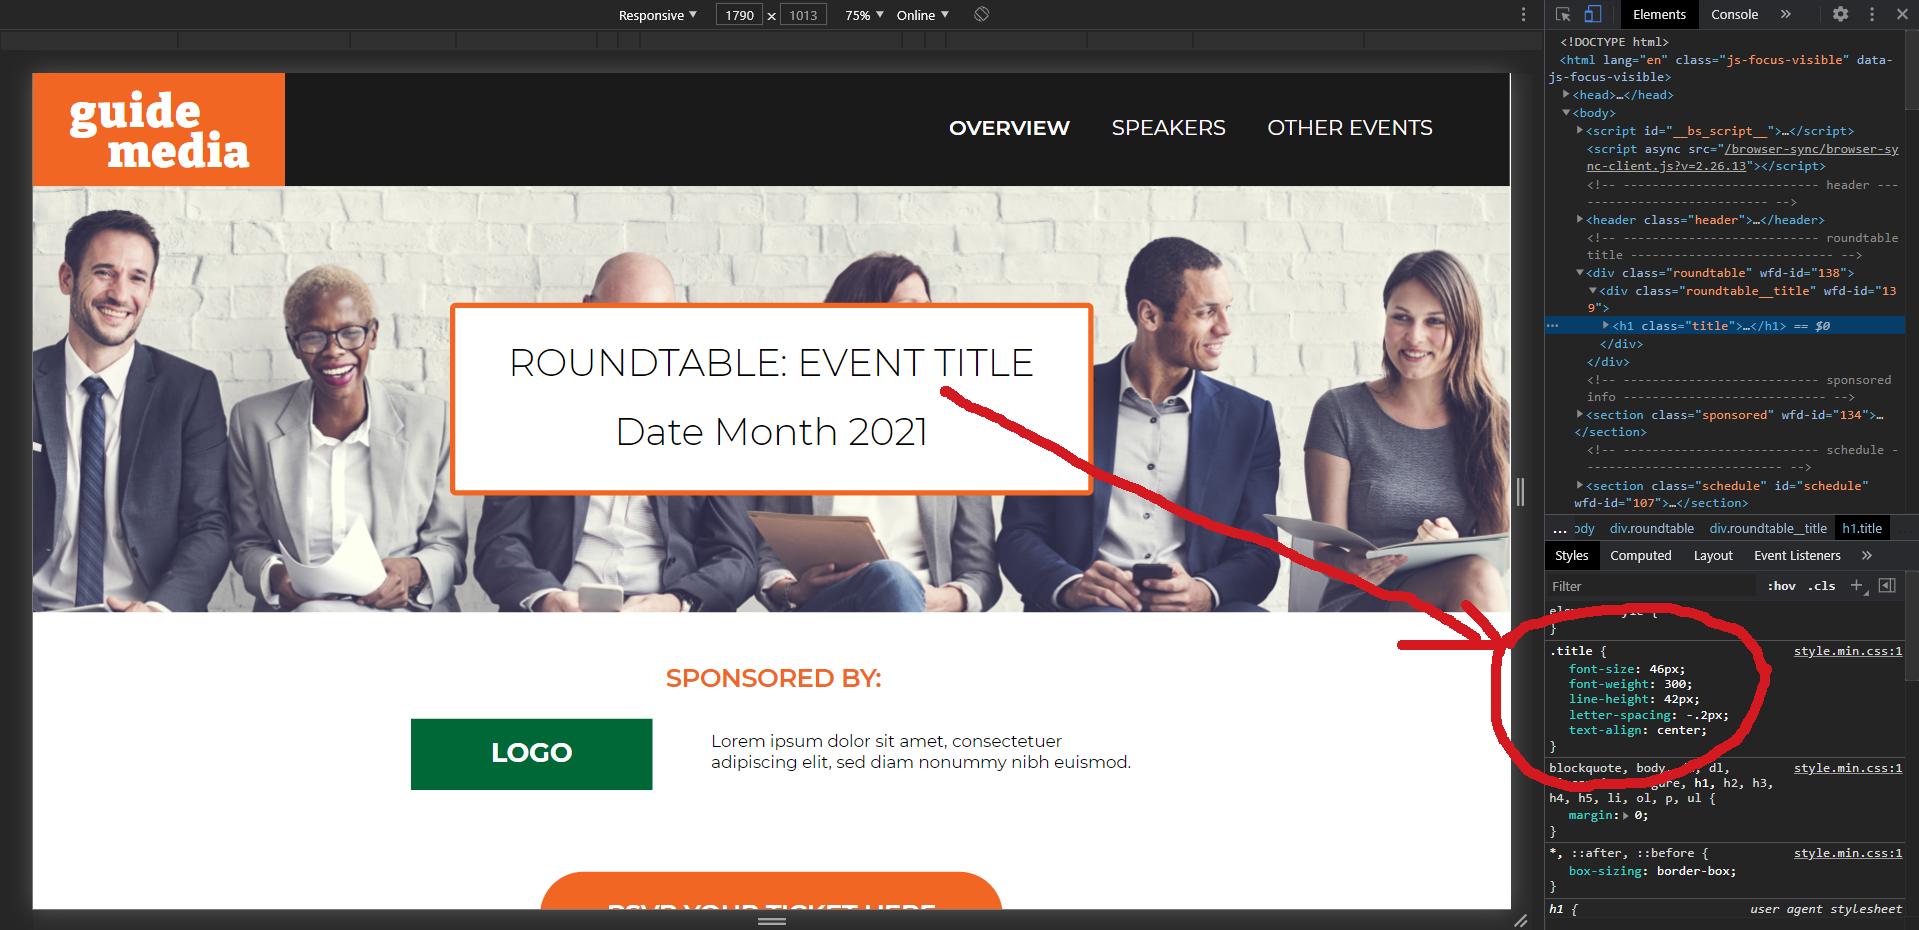 Responsive ▼ 1790 x 1013 75% ▼ Online ▼
Elements Console »
guide
media
OVERVIEW SPEAKERS OTHER EVENTS
ROUNDTABLE: EVENT TITLE
Date Month 2021
SPONSORED BY:
LOGO
Lorem ipsum dolor sit amet, consectetuer
adipiscing elit, sed diam nonummy nibh euismod.
RSVP YOUR TICKET HERE
<!DOCTYPE html>
<html lang="en" class="js-focus-visible" data-
js-focus-visible>
▶<head>…</head>
▼<body>
▶<script id="__bs_script__">…</script>
<script async src="/browser-sync/browser-sy
nc-client.js?v=2.26.13"></script>
<!-- --------------------------- header ---
------------------------ -->
▶<header class="header">…</header>
<!-- --------------------------- roundtable
title --------------------------- -->
▼<div class="roundtable" wfd-id="138">
▼<div class="roundtable__title" wfd-id="13
9">
… ▶<h1 class="title">…</h1> == $0
</div>
</div>
<!-- --------------------------- sponsored
info --------------------------- -->
▶<section class="sponsored" wfd-id="134">…
</section>
<!-- --------------------------- schedule -
-------------------------- -->
▶<section class="schedule" id="schedule"
wfd-id="107">…</section>
… ody div.roundtable div.roundtable__title h1.title
Styles Computed Layout Event Listeners »
Filter :hov .cls +
}
.title { style.min.css:1
font-size: 46px;
font-weight: 300;
line-height: 42px;
letter-spacing: -.2px;
text-align: center;
}
blockquote, body, dl, style.min.css:1
h1, h2, h3,
h4, h5, li, ol, p, ul {
margin:▶ 0;
}
*, ::after, ::before { style.min.css:1
box-sizing: border-box;
}
h1 { user agent stylesheet